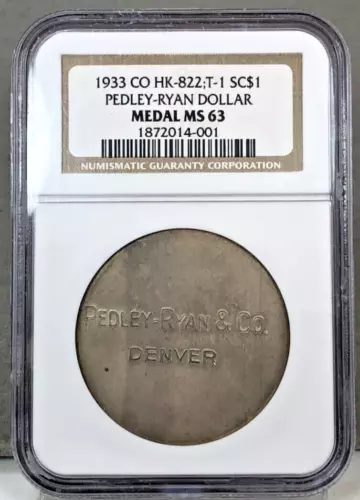 1933 CO HK-822;T-1 SC$1
PEDLEY-RYAN DOLLAR
MEDAL MS 63
1872014-001
NUMISMATIC GUARANTY CORPORATION
PEDLEY-RYAN & CO.
DENVER